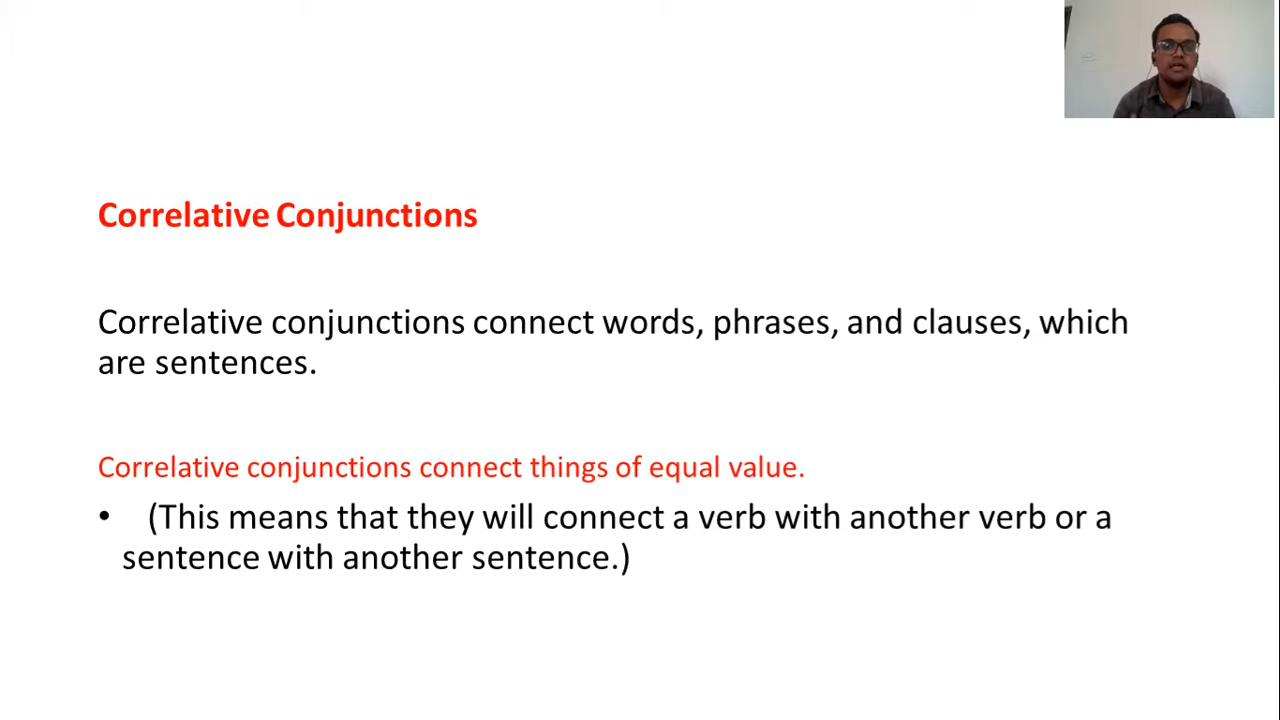 Correlative Conjunctions
Correlative conjunctions connect words, phrases, and clauses, which
are sentences.
Correlative conjunctions connect things of equal value.
• (This means that they will connect a verb with another verb or a
sentence with another sentence.)